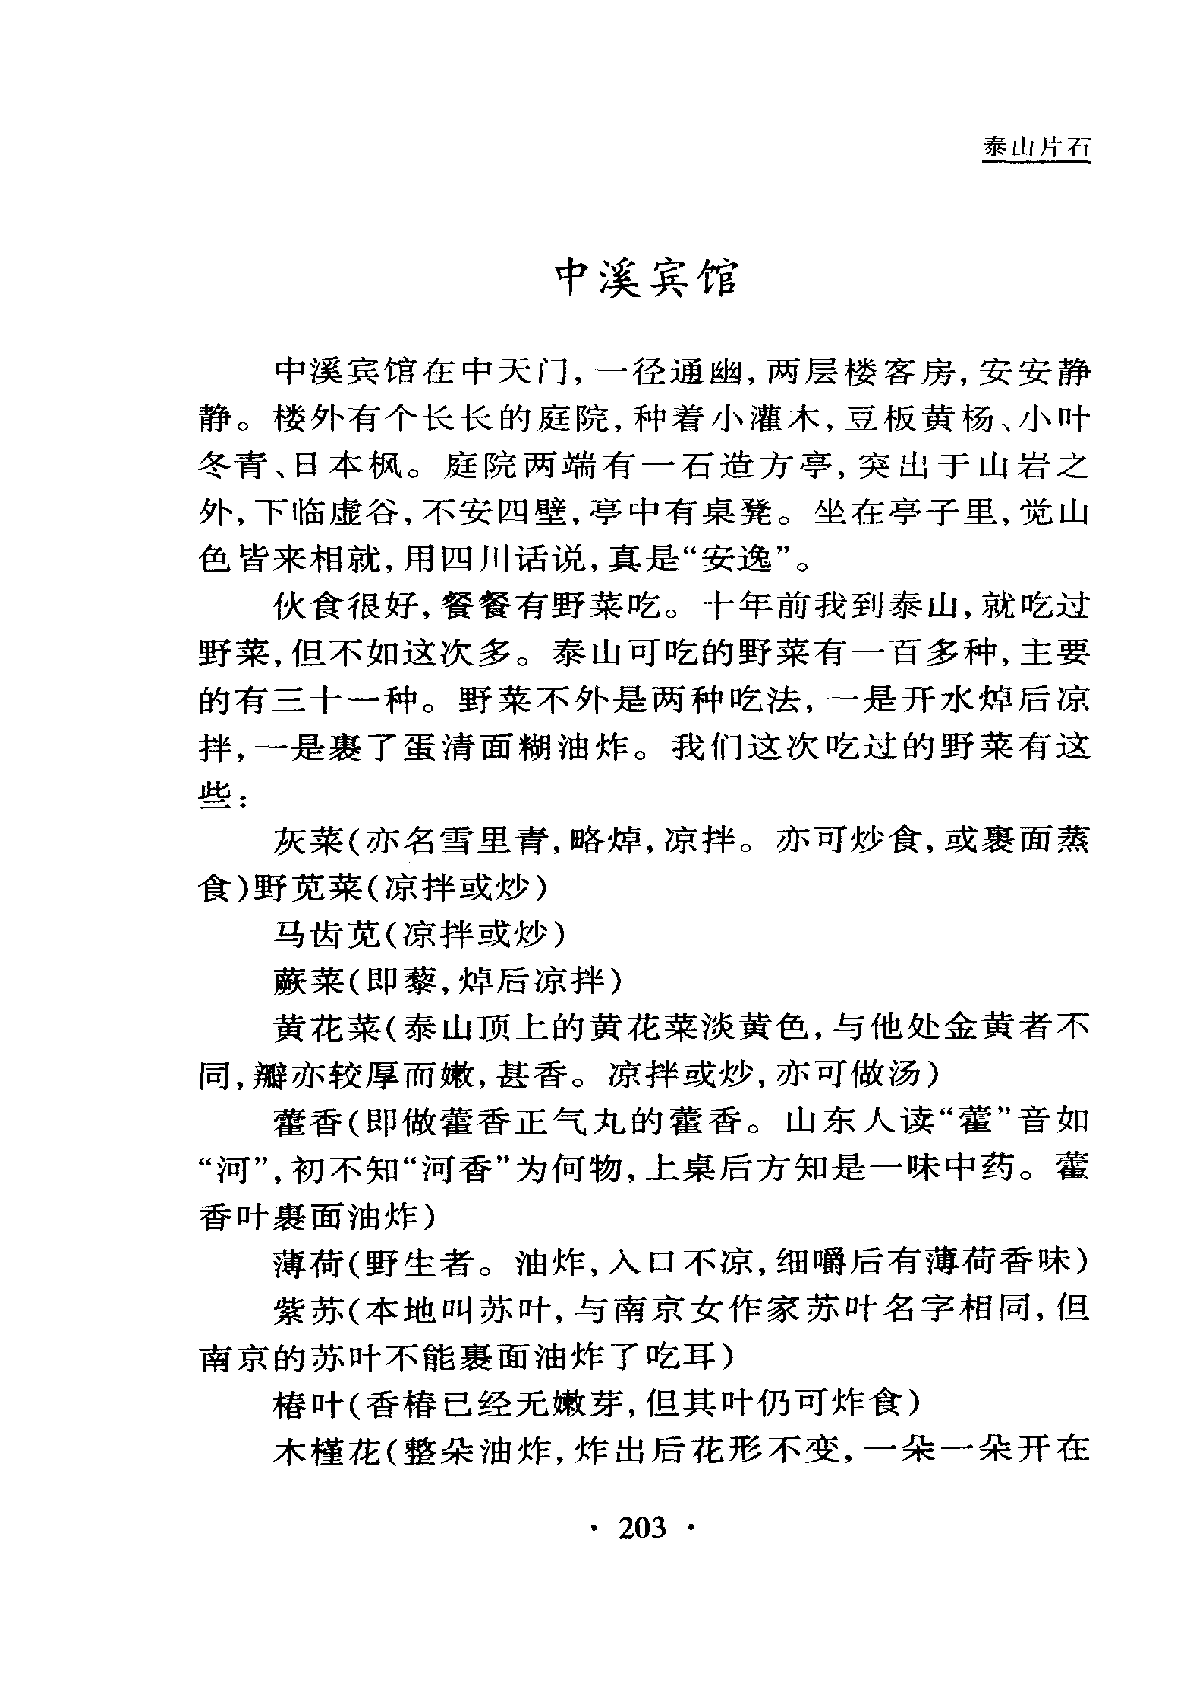 泰山片石
中溪宾馆
中溪宾馆在中天门,一径通幽,两层楼客房,安安静
静。楼外有个长长的庭院,种着小灌木,豆板黄杨、小叶
冬青、日本枫。庭院两端有一石造方亭,突出于山岩之
外,下临虚谷,不安四壁,亭中有桌凳。坐在亭子里,觉山
色皆来相就,用四川话说,真是“安逸”。
伙食很好,餐餐有野菜吃。十年前我到泰山,就吃过
野菜,但不如这次多。泰山可吃的野菜有一百多种,主要
的有三十一种。野菜不外是两种吃法,一是开水焯后凉
拌,一是裹了蛋清面糊油炸。我们这次吃过的野菜有这
些:
灰菜(亦名雪里青,略焯,凉拌。亦可炒食,或裹面蒸
食)野苋菜(凉拌或炒)
马齿苋(凉拌或炒)
蕨菜(即藜,焯后凉拌)
黄花菜(泰山顶上的黄花菜淡黄色,与他处金黄者不
同,瓣亦较厚而嫩,甚香。凉拌或炒,亦可做汤)
藿香(即做藿香正气丸的藿香。山东人读“藿”音如
“河”,初不知“河香”为何物,上桌后方知是一味中药。藿
香叶裹面油炸)
薄荷(野生者。油炸,入口不凉,细嚼后有薄荷香味)
紫苏(本地叫苏叶,与南京女作家苏叶名字相同,但
南京的苏叶不能裹面油炸了吃耳)
椿叶(香椿已经无嫩芽,但其叶仍可炸食)
木槿花(整朵油炸,炸出后花形不变,一朵一朵开在
· 203 ·